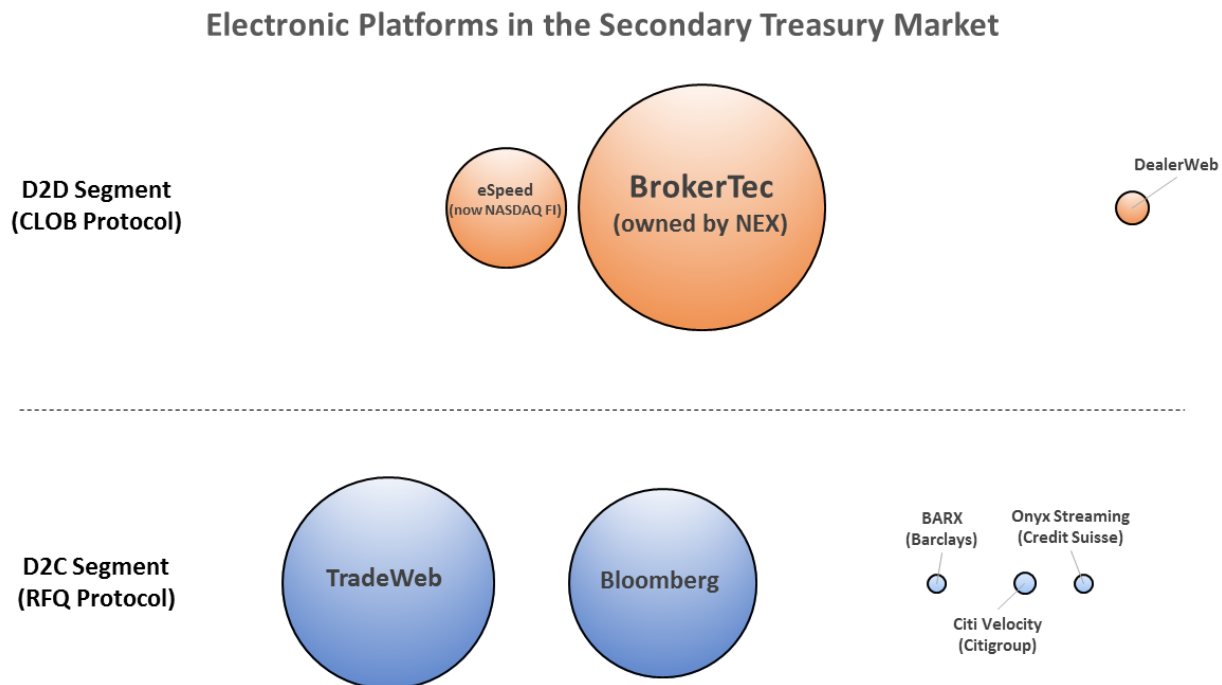 Electronic Platforms in the Secondary Treasury Market
DealerWeb
D2D Segment
(CLOB Protocol)
eSpeed
(now NASDAQ FI)
BrokerTec
(owned by NEX)
BARX
(Barclays)
Onyx Streaming
(Credit Suisse)
D2C Segment
(RFQ Protocol)
TradeWeb
Bloomberg
Citi Velocity
(Citigroup)